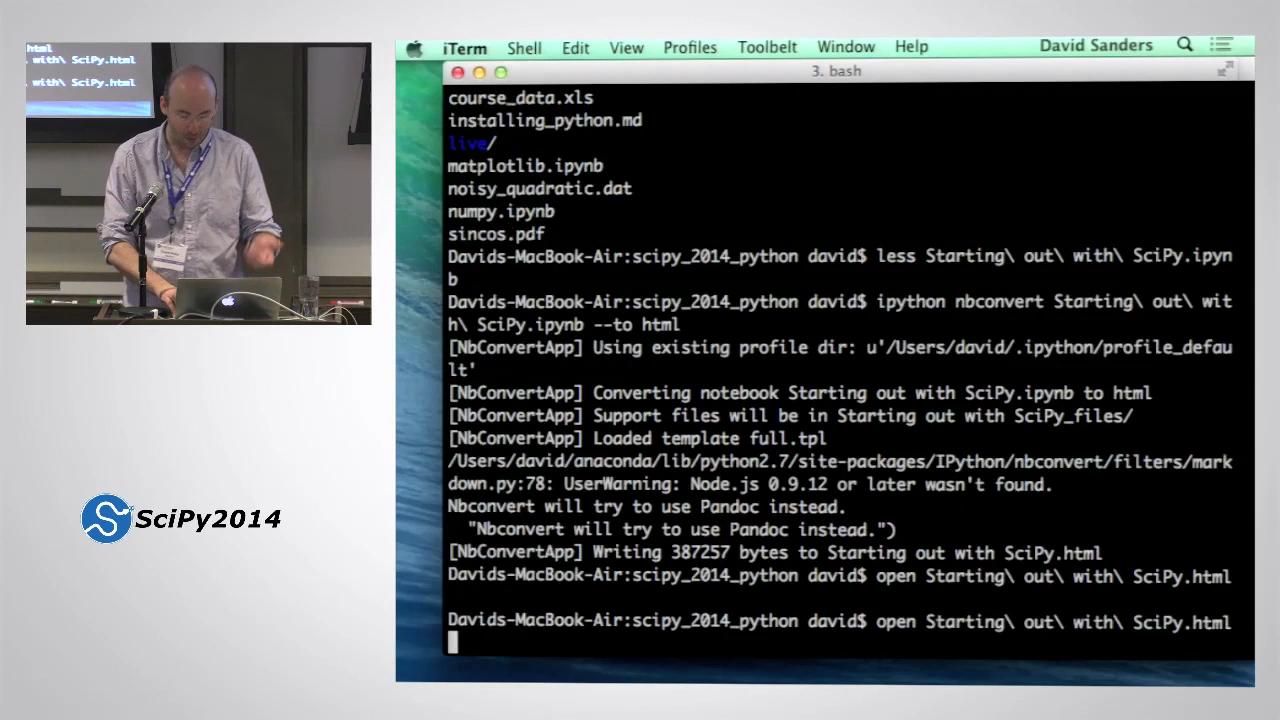 html
with\ SciPy.html
with\ SciPy.html
SciPy2014
iTerm Shell Edit View Profiles Toolbelt Window Help David Sanders
3. bash
course_data.xls
installing_python.md
live/
matplotlib.ipynb
noisy_quadratic.dat
numpy.ipynb
sincos.pdf
Davids-MacBook-Air:scipy_2014_python david$ less Starting\ out\ with\ SciPy.ipyn
b
Davids-MacBook-Air:scipy_2014_python david$ ipython nbconvert Starting\ out\ wit
h\ SciPy.ipynb --to html
[NbConvertApp] Using existing profile dir: u'/Users/david/.ipython/profile_defau
lt'
[NbConvertApp] Converting notebook Starting out with SciPy.ipynb to html
[NbConvertApp] Support files will be in Starting out with SciPy_files/
[NbConvertApp] Loaded template full.tpl
/Users/david/anaconda/lib/python2.7/site-packages/IPython/nbconvert/filters/mark
down.py:78: UserWarning: Node.js 0.9.12 or later wasn't found.
Nbconvert will try to use Pandoc instead.
"Nbconvert will try to use Pandoc instead.")
[NbConvertApp] Writing 387257 bytes to Starting out with SciPy.html
Davids-MacBook-Air:scipy_2014_python david$ open Starting\ out\ with\ SciPy.html
Davids-MacBook-Air:scipy_2014_python david$ open Starting\ out\ with\ SciPy.html